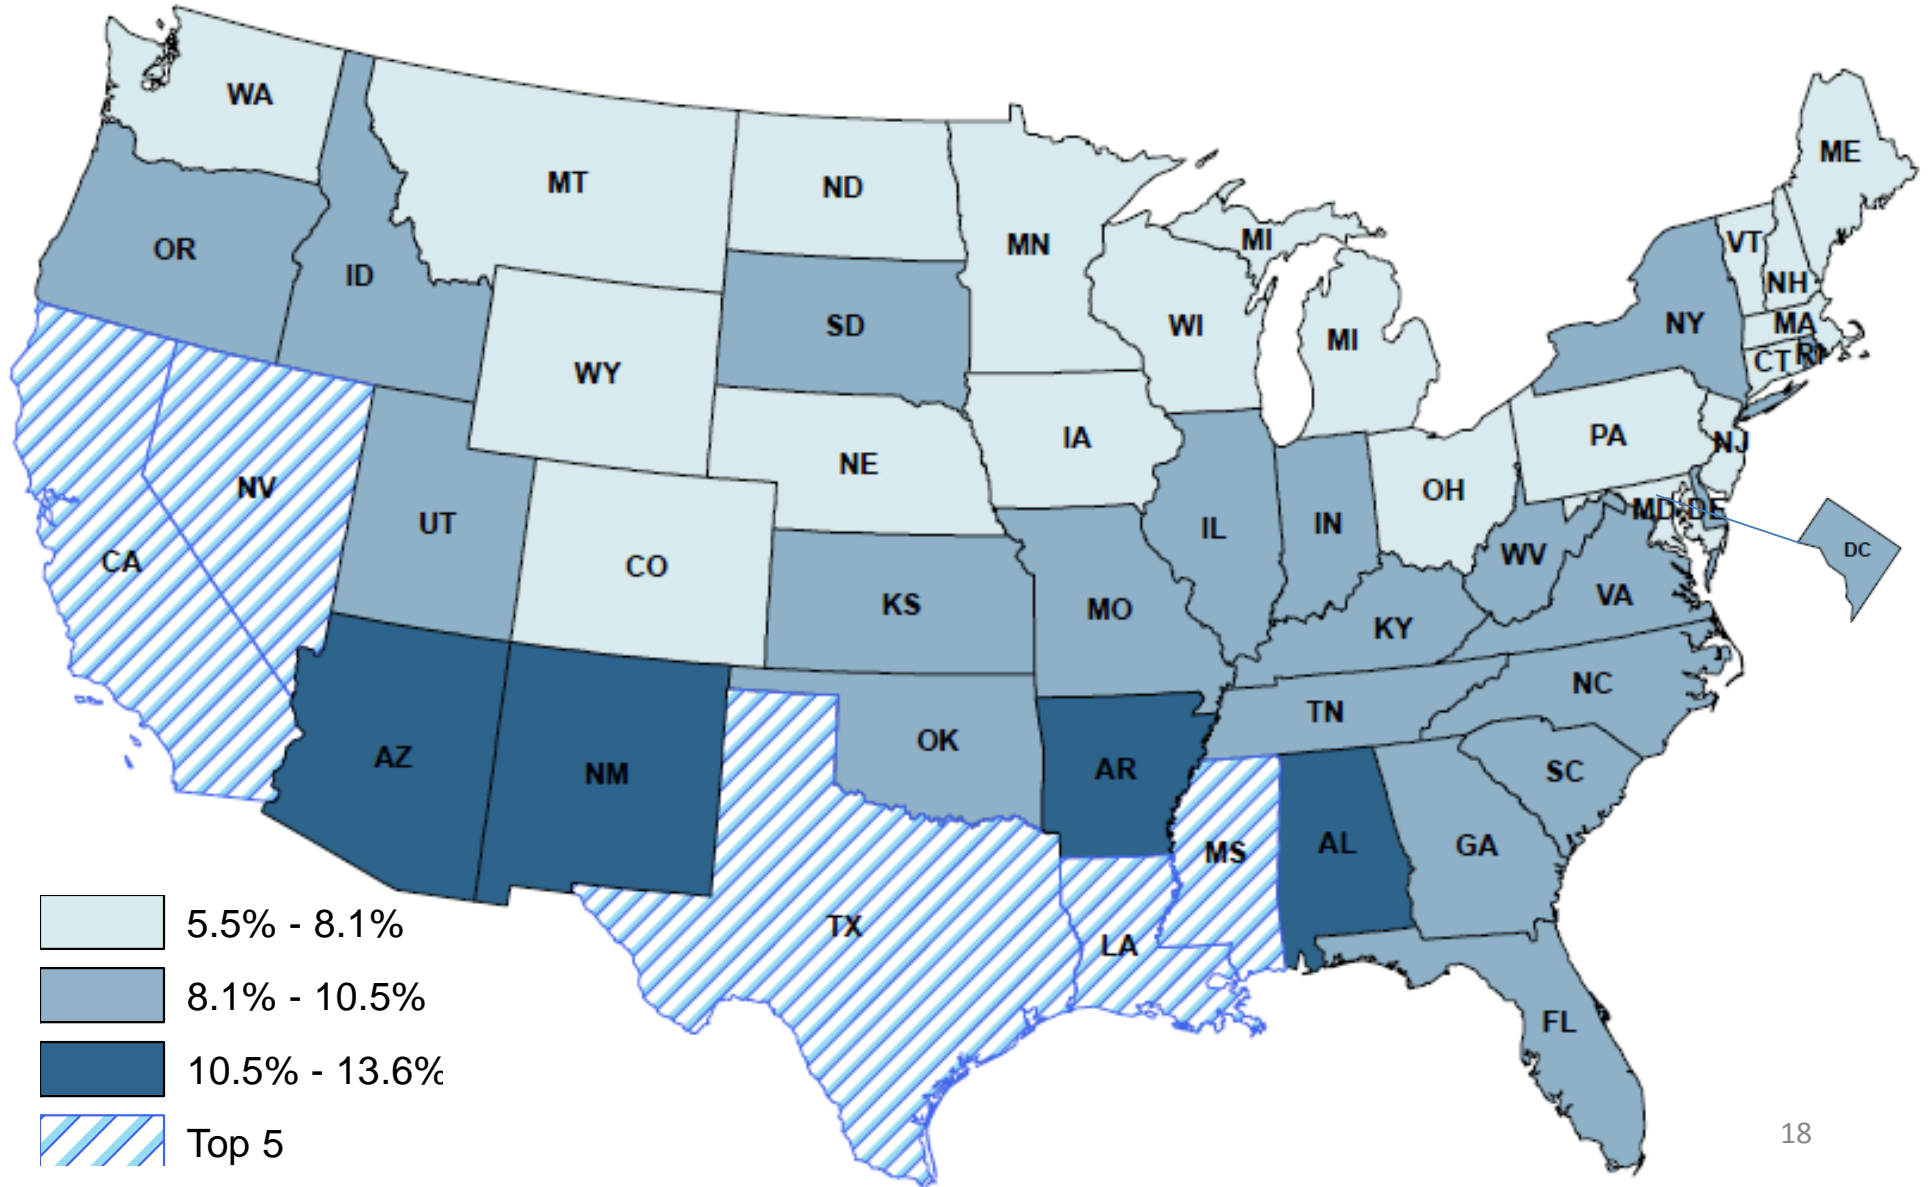 WA
MT
ND
MN
ME
OR
ID
MI
VT
NH
SD
WI
MI
NY
MA
WY
CT RI
IA
PA
NJ
NE
NV
OH
UT
IL
IN
MD DE
CA
CO
WV
DC
KS
MO
KY
VA
NC
TN
OK
AZ
NM
AR
SC
MS
AL
GA
TX
LA
FL
5.5% - 8.1%
8.1% - 10.5%
10.5% - 13.6%
Top 5
18